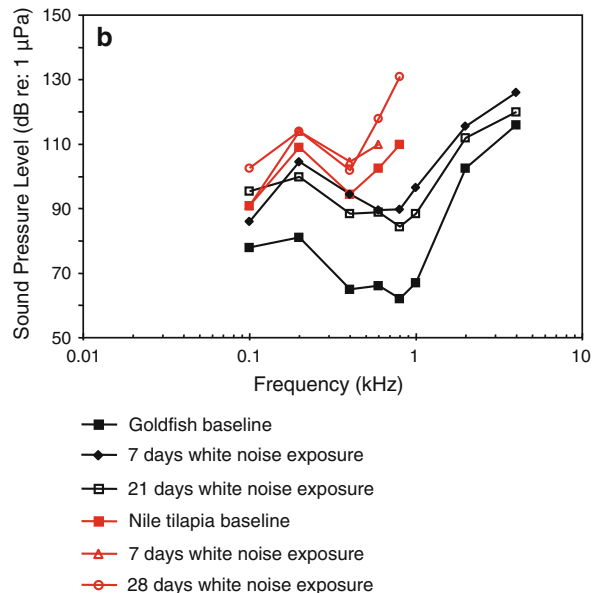 b
Sound Pressure Level (dB re: 1 µPa)
150
130
110
90
70
50
0.01
0.1
1
10
Frequency (kHz)
Goldfish baseline
7 days white noise exposure
21 days white noise exposure
Nile tilapia baseline
7 days white noise exposure
28 days white noise exposure